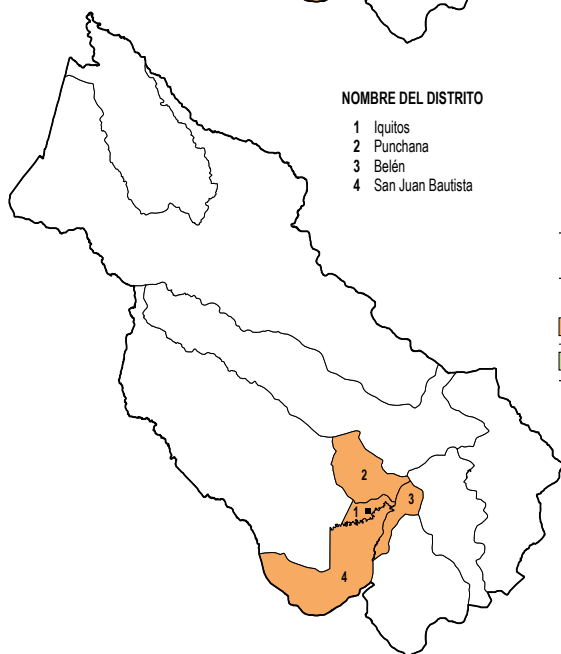 NOMBRE DEL DISTRITO
1 Iquitos
2 Punchana
3 Belén
4 San Juan Bautista
2
3
1
4